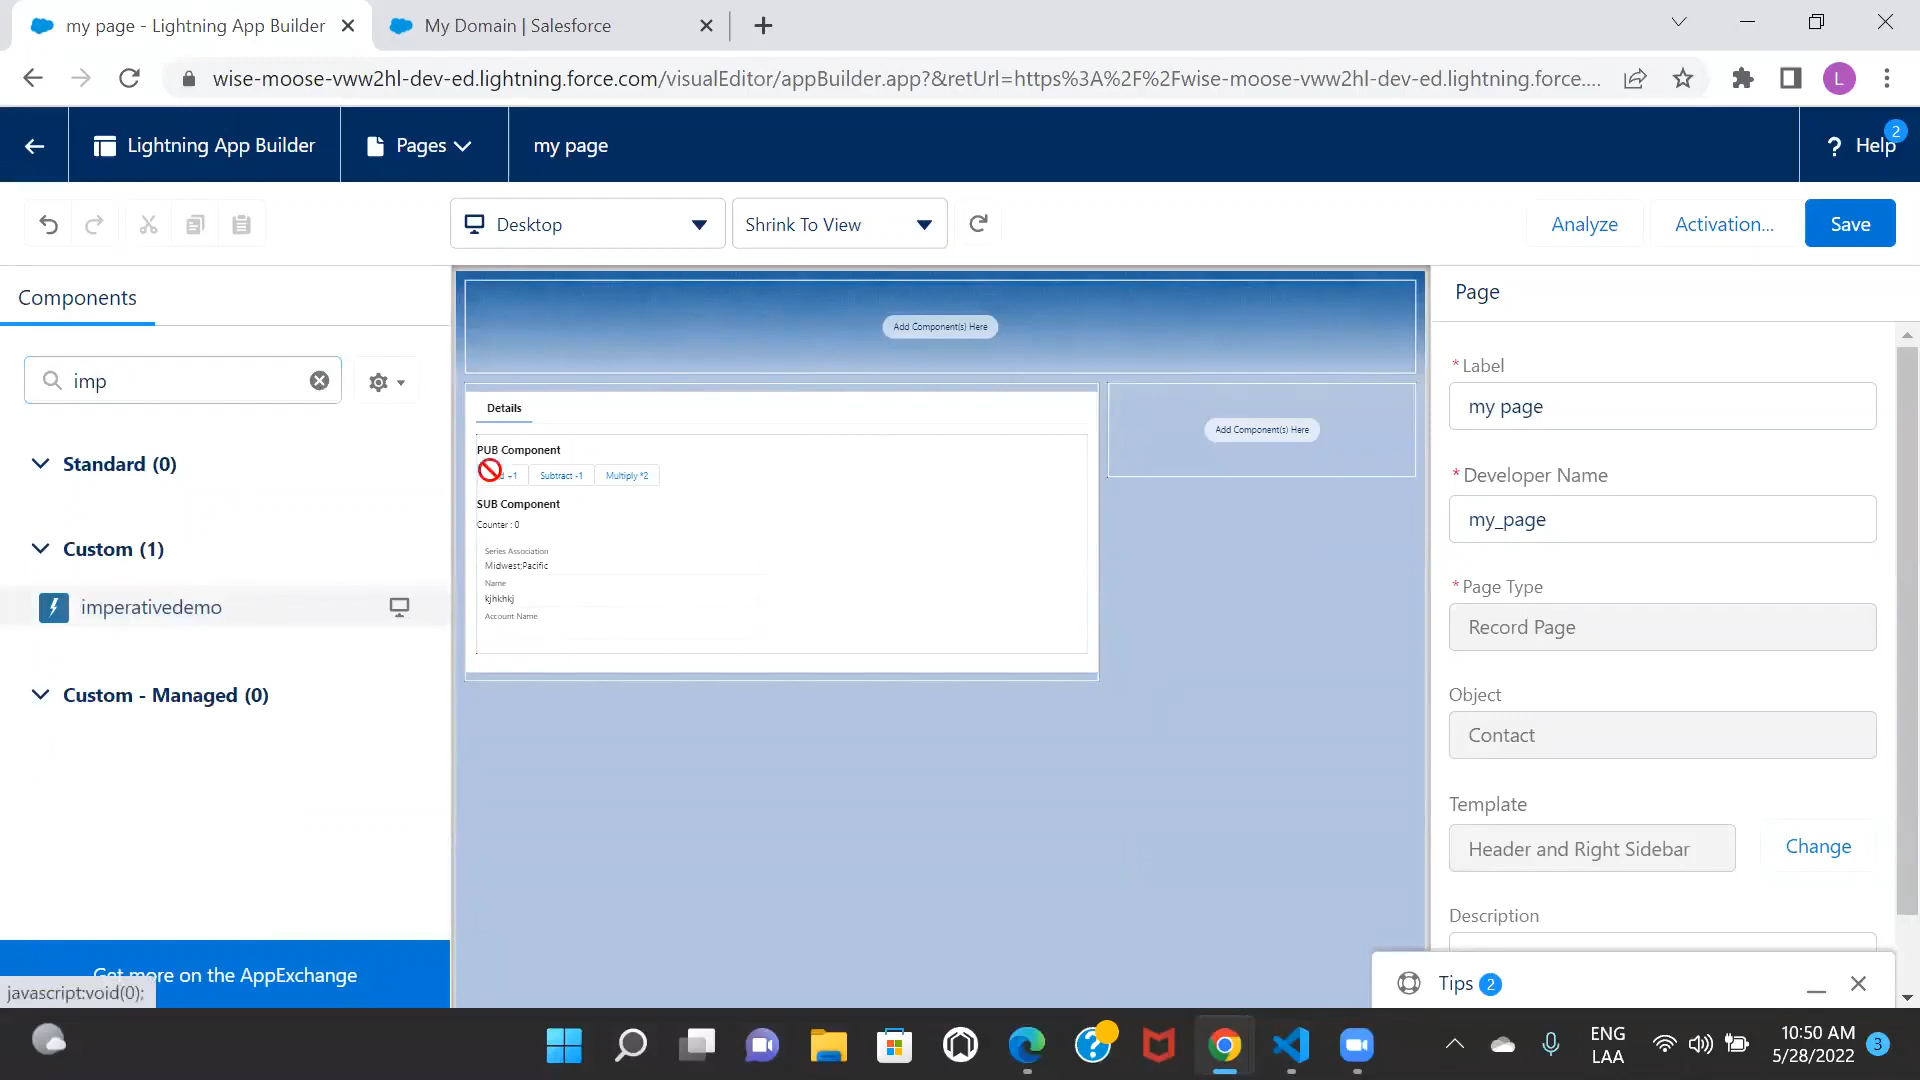 my page - Lightning App Builder
My Domain | Salesforce
wise-moose-vww2hl-dev-ed.lightning.force.com/visualEditor/appBuilder.app?&retUrl=https%3A%2F%2Fwise-moose-vww2hl-dev-ed.lightning.force....
L
Lightning App Builder
Pages
my page
? Help
2
Desktop
Shrink To View
Analyze
Activation...
Save
Components
imp
Standard (0)
Custom (1)
imperativedemo
Custom - Managed (0)
Get more on the AppExchange
javascript:void(0);
Add Component(s) Here
Details
PUB Component
+1
Subtract -1
Multiply *2
SUB Component
Counter : 0
Series Association
Midwest;Pacific
Name
kjhkhkj
Account Name
Add Component(s) Here
Page
* Label
my page
* Developer Name
my_page
* Page Type
Record Page
Object
Contact
Template
Header and Right Sidebar
Change
Description
Tips 2
ENG
LAA
10:50 AM
5/28/2022
3